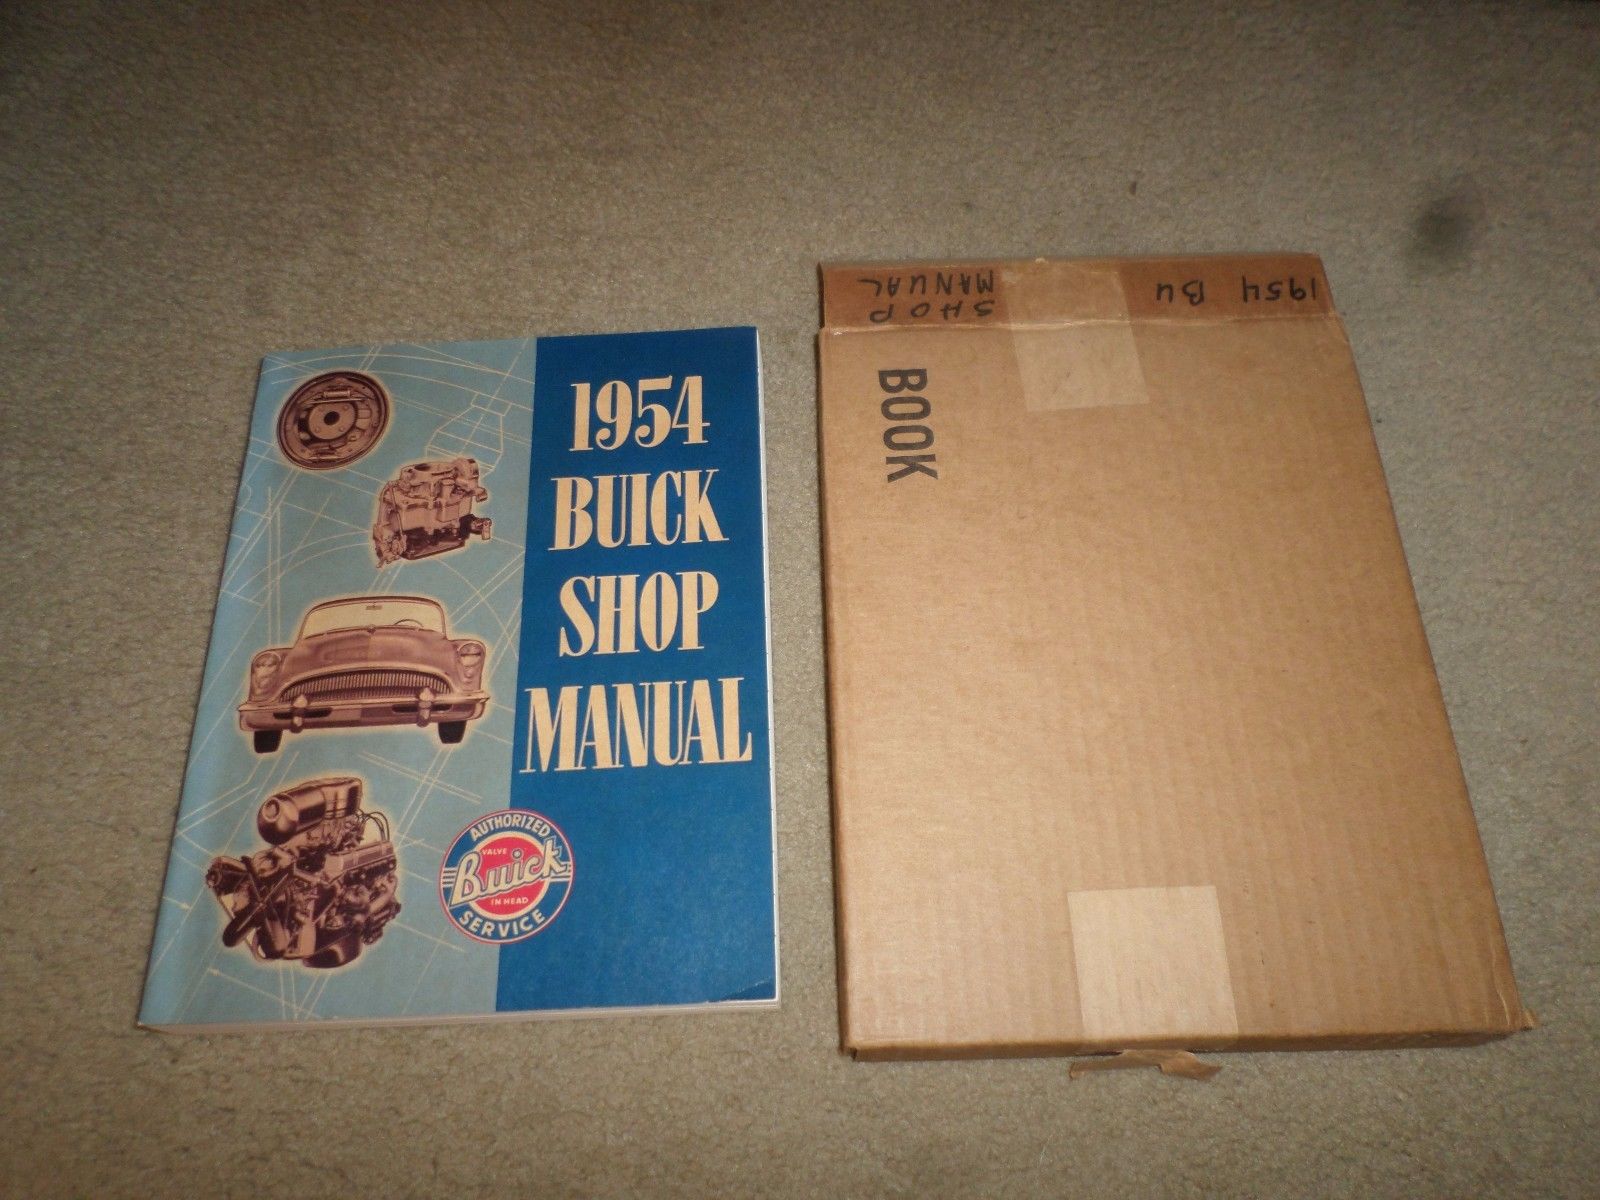 1954
BUICK
SHOP
MANUAL
AUTHORIZED
VALVE
Buick
IN HEAD
SERVICE
1954 BU SHOP
MANUAL
BOOK